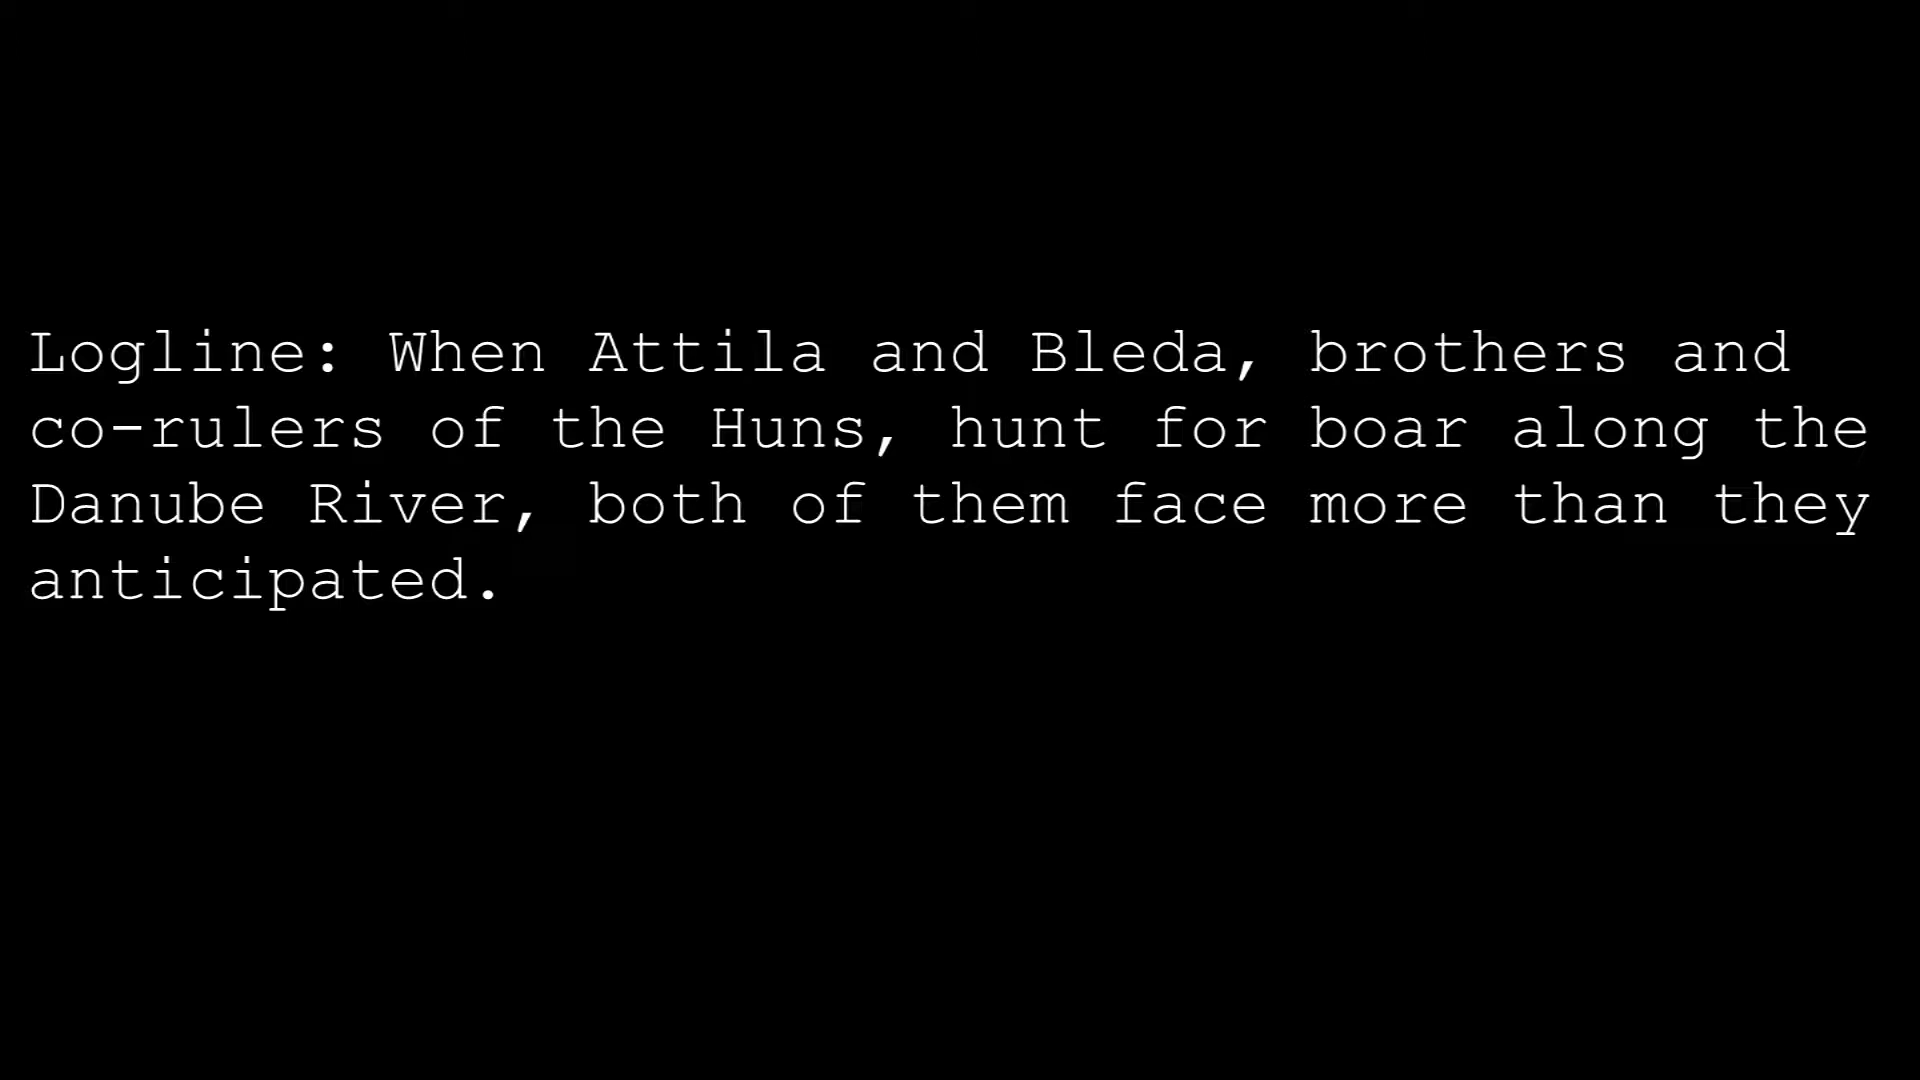 Logline: When Attila and Bleda, brothers and
co-rulers of the Huns, hunt for boar along the
Danube River, both of them face more than they
anticipated.